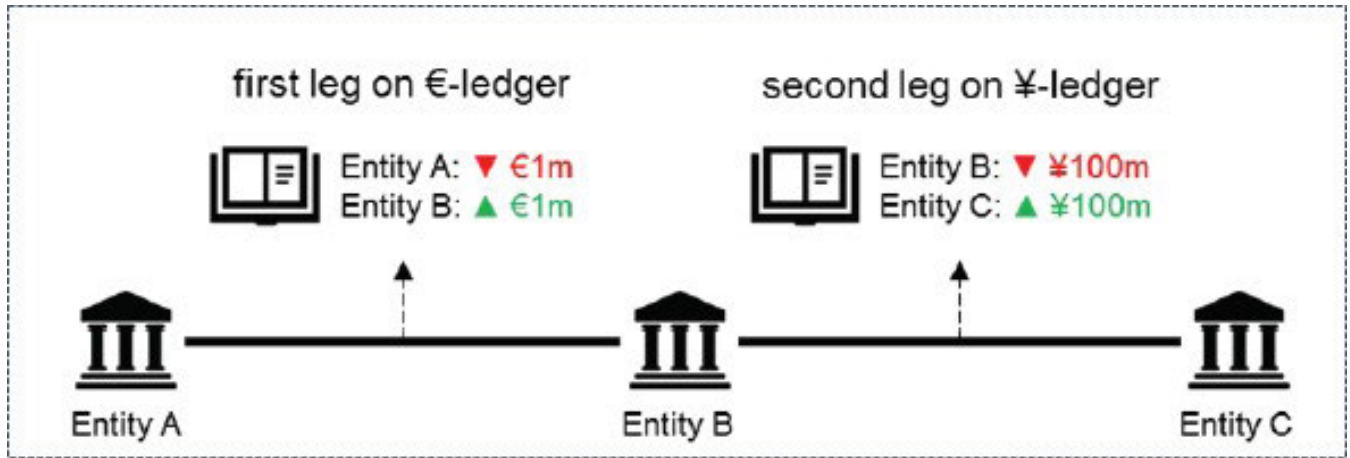 first leg on €-ledger
Entity A: ▼ €1m
Entity B: ▲ €1m
second leg on ¥-ledger
Entity B: ▼ ¥100m
Entity C: ▲ ¥100m
Entity A
Entity B
Entity C